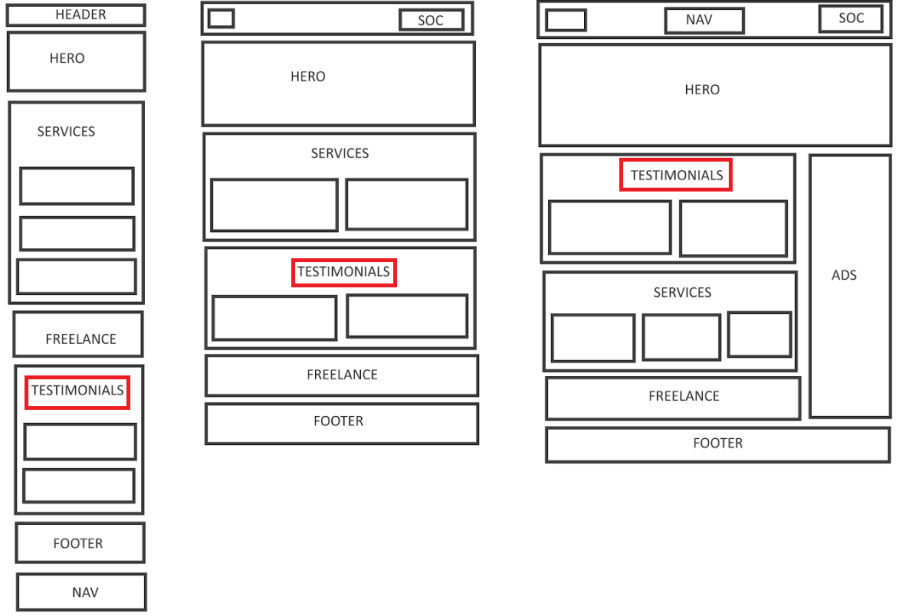 HEADER
HERO
SERVICES
FREELANCE
TESTIMONIALS
FOOTER
NAV
SOC
HERO
SERVICES
TESTIMONIALS
FREELANCE
FOOTER
NAV
SOC
HERO
TESTIMONIALS
ADS
SERVICES
FREELANCE
FOOTER